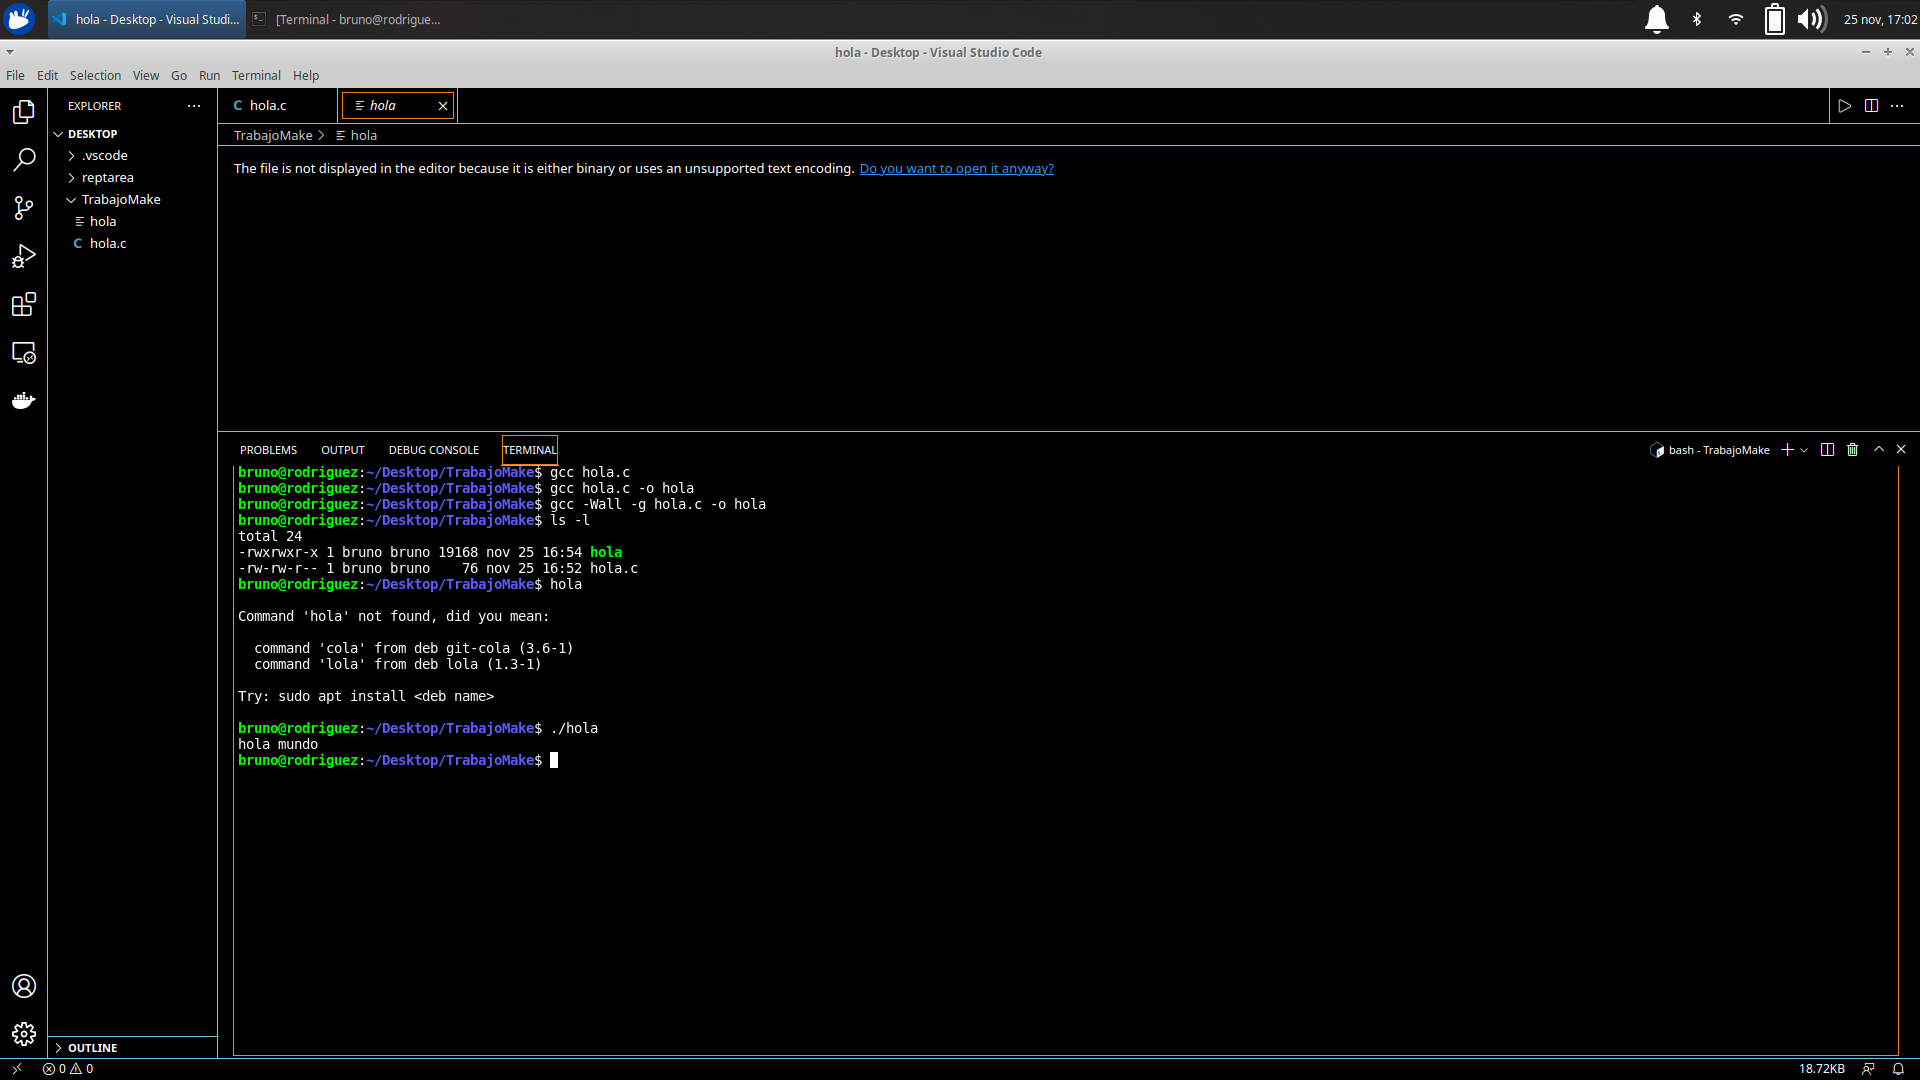 hola - Desktop - Visual Studi...
[Terminal - bruno@rodrigue...
25 nov, 17:02
hola - Desktop - Visual Studio Code
File Edit Selection View Go Run Terminal Help
EXPLORER
DESKTOP
.vscode
reptarea
TrabajoMake
hola
C hola.c
C hola.c
hola
TrabajoMake > hola
The file is not displayed in the editor because it is either binary or uses an unsupported text encoding. Do you want to open it anyway?
PROBLEMS OUTPUT DEBUG CONSOLE TERMINAL
bash - TrabajoMake
bruno@rodriguez:~/Desktop/TrabajoMake$ gcc hola.c
bruno@rodriguez:~/Desktop/TrabajoMake$ gcc hola.c -o hola
bruno@rodriguez:~/Desktop/TrabajoMake$ gcc -Wall -g hola.c -o hola
bruno@rodriguez:~/Desktop/TrabajoMake$ ls -l
total 24
-rwxrwxr-x 1 bruno bruno 19168 nov 25 16:54 hola
-rw-rw-r-- 1 bruno bruno    76 nov 25 16:52 hola.c
bruno@rodriguez:~/Desktop/TrabajoMake$ hola
Command 'hola' not found, did you mean:
  command 'cola' from deb git-cola (3.6-1)
  command 'lola' from deb lola (1.3-1)
Try: sudo apt install <deb name>
bruno@rodriguez:~/Desktop/TrabajoMake$ ./hola
hola mundo
bruno@rodriguez:~/Desktop/TrabajoMake$
OUTLINE
0 0
18.72KB